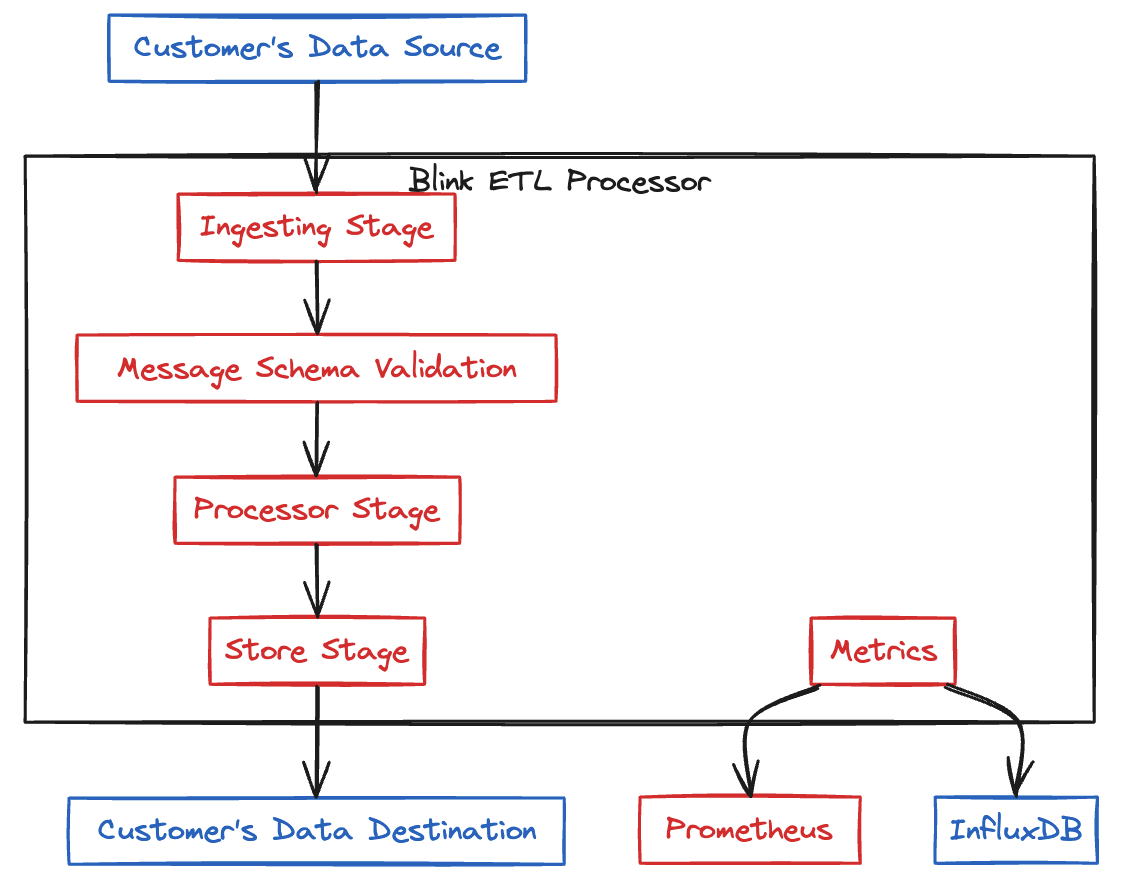 Customer's Data Source
Blink ETL Processor
Ingesting Stage
Message Schema Validation
Processor Stage
Store Stage
Metrics
Customer's Data Destination
Prometheus
InfluxDB